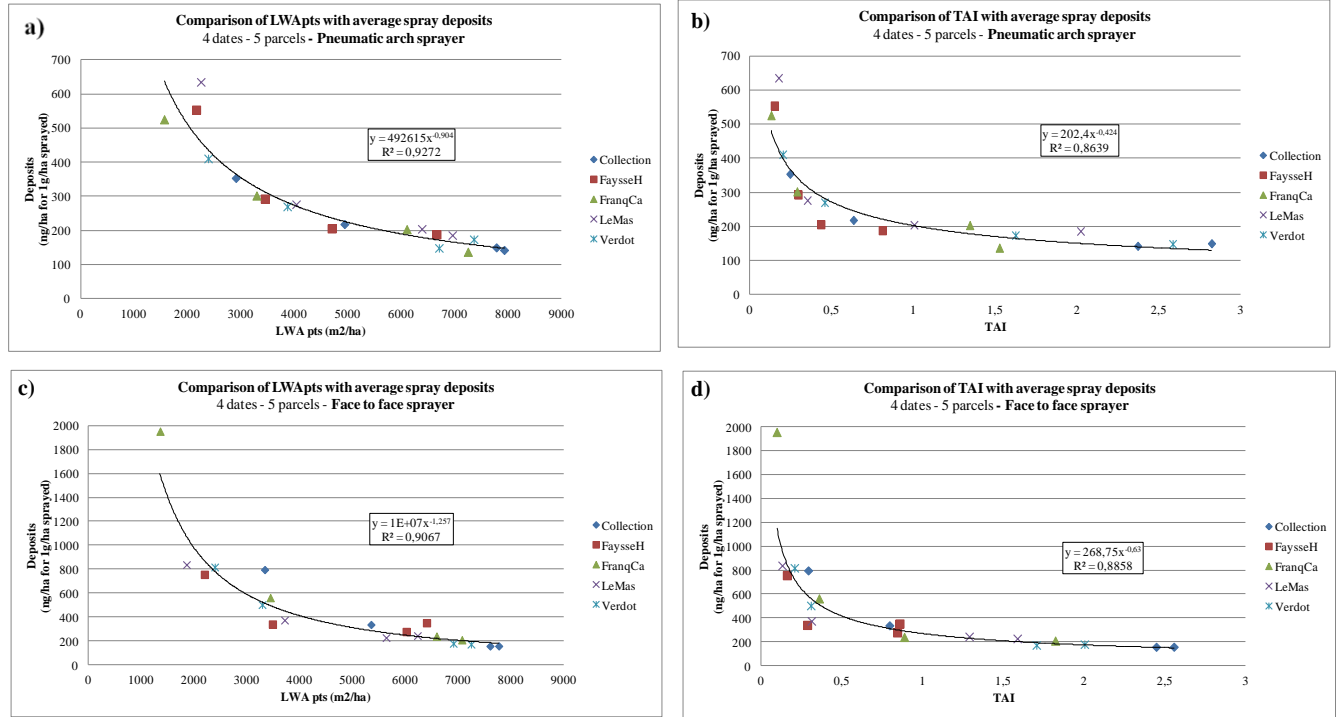 a)
Comparison of LWApts with average spray deposits
4 dates - 5 parcels - Pneumatic arch sprayer
Deposits
(ng/ha for 1g/ha sprayed)
700
600
500
400
300
200
100
0
0 1000 2000 3000 4000 5000 6000 7000 8000 9000
LWA pts (m2/ha)
y = 492615x^-0,904
R² = 0,9272
Collection
FaysseH
FranqCa
LeMas
Verdot
b)
Comparison of TAI with average spray deposits
4 dates - 5 parcels - Pneumatic arch sprayer
Deposits
(ng/ha for 1g/ha sprayed)
700
600
500
400
300
200
100
0
0 0,5 1 1,5 2 2,5 3
TAI
y = 202,4x^-0,424
R² = 0,8639
Collection
FaysseH
FranqCa
LeMas
Verdot
c)
Comparison of LWApts with average spray deposits
4 dates - 5 parcels - Face to face sprayer
Deposits
(ng/ha for 1g/ha sprayed)
2000
1800
1600
1400
1200
1000
800
600
400
200
0
0 1000 2000 3000 4000 5000 6000 7000 8000 9000
LWA pts (m2/ha)
y = 1E+07x^-1,257
R² = 0,9067
Collection
FaysseH
FranqCa
LeMas
Verdot
d)
Comparison of TAI with average spray deposits
4 dates - 5 parcels - Face to face sprayer
Deposits
(ng/ha for 1g/ha sprayed)
2000
1800
1600
1400
1200
1000
800
600
400
200
0
0 0,5 1 1,5 2 2,5 3
TAI
y = 268,75x^-0,63
R² = 0,8858
Collection
FaysseH
FranqCa
LeMas
Verdot